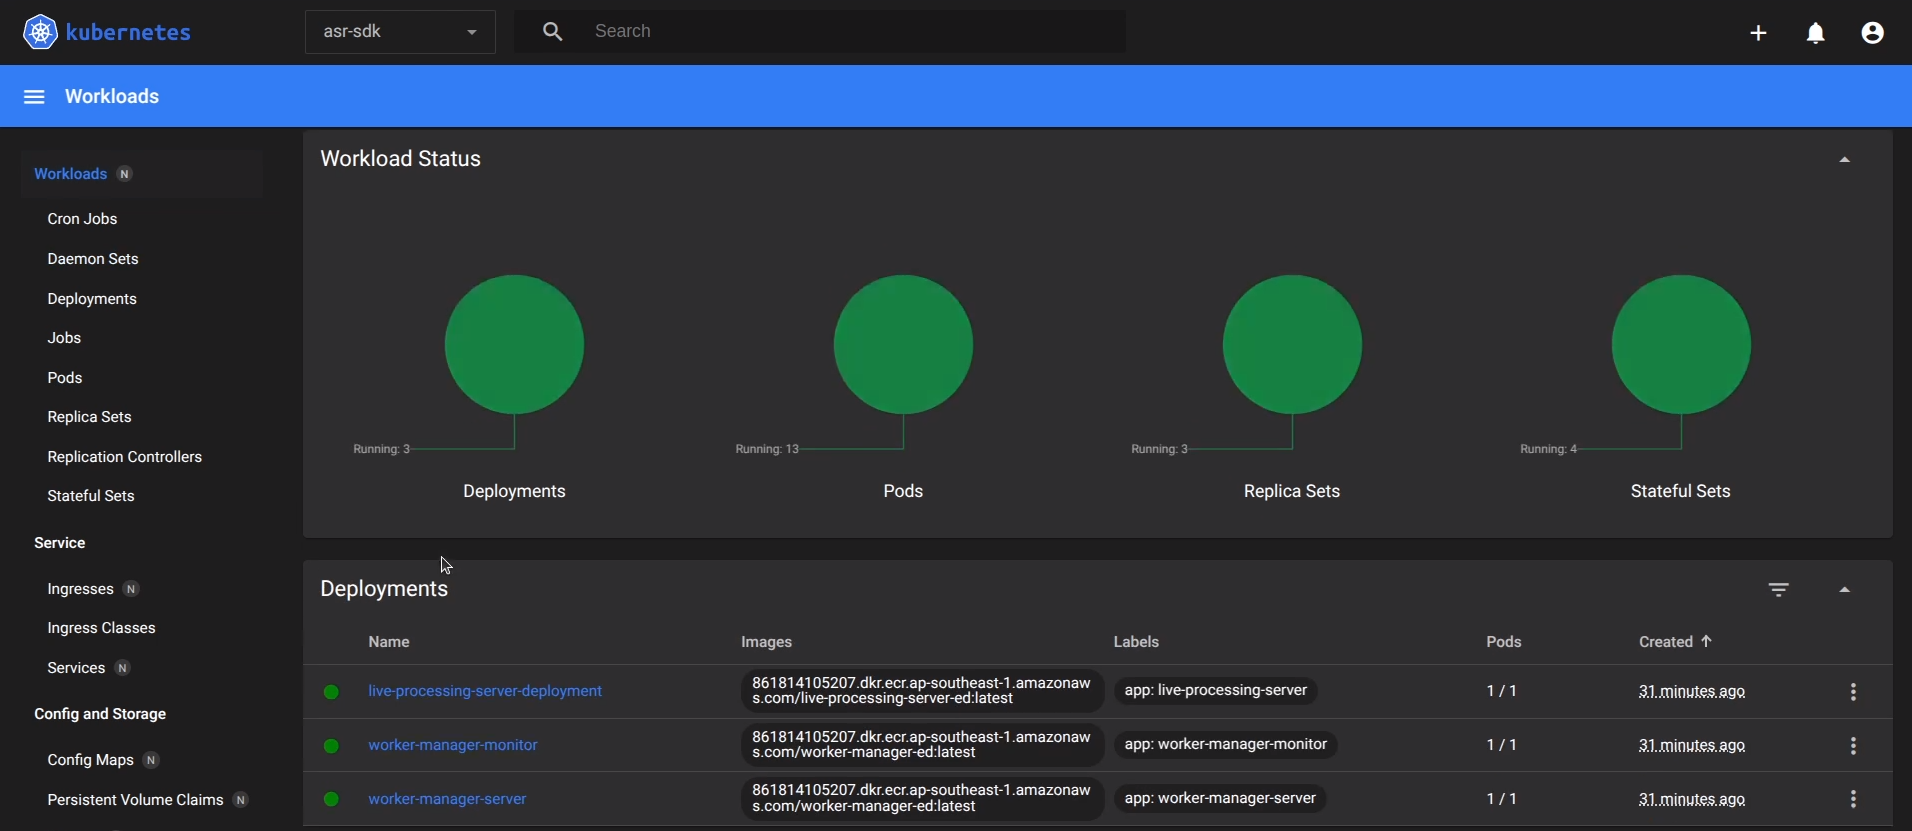 kubernetes
asr-sdk
Search
Workloads
Workloads N
Cron Jobs
Daemon Sets
Deployments
Jobs
Pods
Replica Sets
Replication Controllers
Stateful Sets
Service
Ingresses N
Ingress Classes
Services N
Config and Storage
Config Maps N
Persistent Volume Claims N
Workload Status
Running: 3
Deployments
Running: 13
Pods
Running: 3
Replica Sets
Running: 4
Stateful Sets
Deployments
Name Images Labels Pods Created
live-processing-server-deployment
861814105207.dkr.ecr.ap-southeast-1.amazonaw
s.com/live-processing-server-ed:latest
app: live-processing-server
1 / 1
31 minutes ago
worker-manager-monitor
861814105207.dkr.ecr.ap-southeast-1.amazonaw
s.com/worker-manager-ed:latest
app: worker-manager-monitor
1 / 1
31 minutes ago
worker-manager-server
861814105207.dkr.ecr.ap-southeast-1.amazonaw
s.com/worker-manager-ed:latest
app: worker-manager-server
1 / 1
31 minutes ago